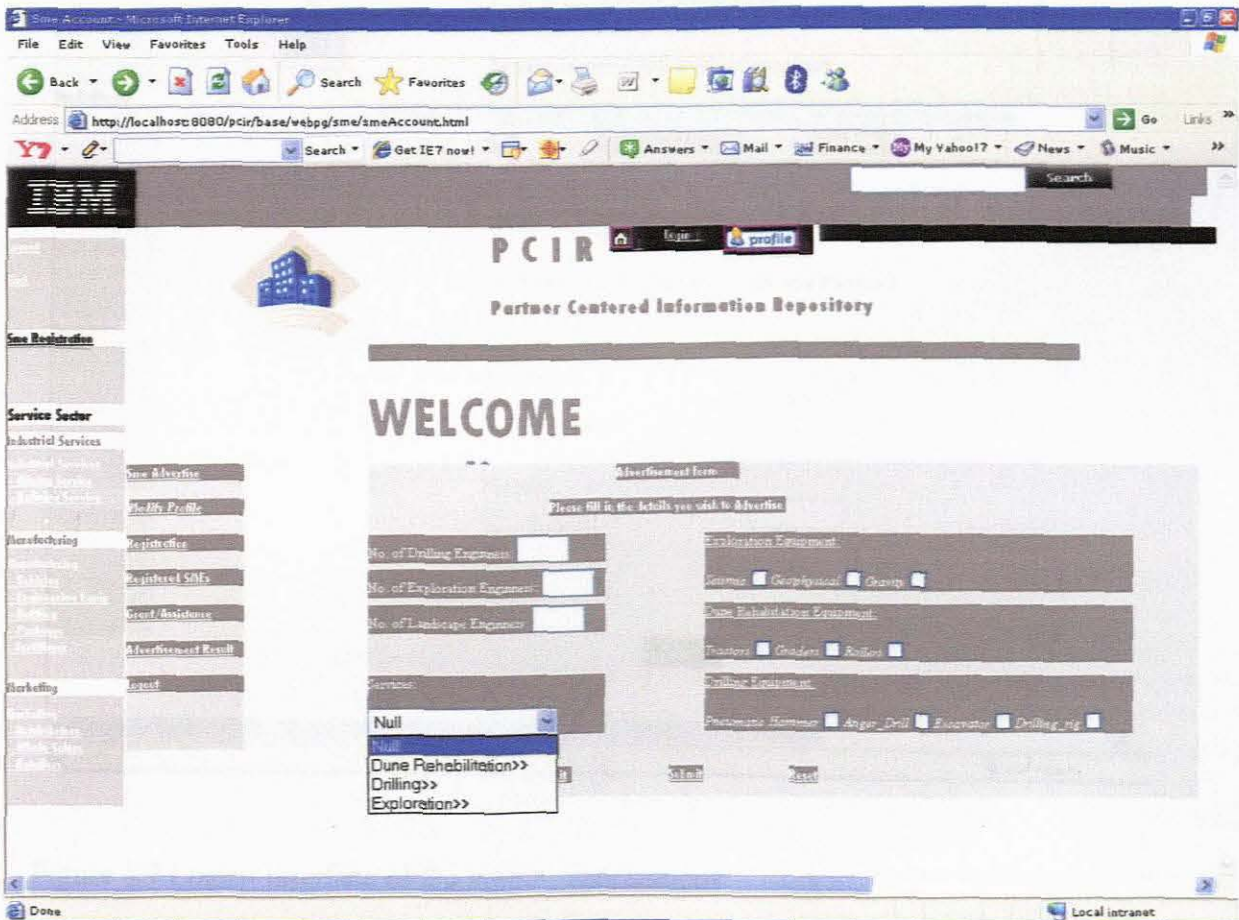 Sme Account - Microsoft Internet Explorer
File Edit View Favorites Tools Help
Back Search Favorites
Address http://localhost:8080/pcir/base/webpg/sme/smeAccount.html Go Links
Search Get IE7 now! Answers Mail Finance My Yahoo!7 News Music
IBM
Search
PCIR
login
profile
Partner Centered Information Repository
Sme Registration
WELCOME
Service Sector
Industrial Services
Manufacturing
Marketing
Sme Advertise
Modify Profile
Registration
Registered SMEs
Grant/Assistance
Advertisement Result
Logout
Advertisement form
Please fill in the details you wish to Advertise
No. of Drilling Engineers:
No. of Exploration Engineers:
No. of Landscape Engineers:
Services:
Null
Null
Dune Rehabilitation>>
Drilling>>
Exploration>>
Exploration Equipment:
Seismic Geophysical Gravity
Dune Rehabilitation Equipment:
Tractors Graders Rollers
Drilling Equipment:
Pneumatic_Hammer Auger_Drill Excavator Drilling_rig
Submit Reset
Done Local intranet